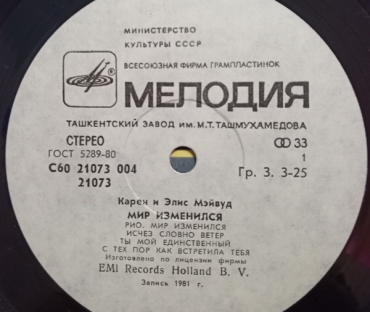 МИНИСТЕРСТВО
КУЛЬТУРЫ СССР
ВСЕСОЮЗНАЯ ФИРМА ГРАМПЛАСТИНОК
МЕЛОДИЯ
ТАШКЕНТСКИЙ ЗАВОД ИМ. М.Т. ТАШМУХАМЕДОВА
СТЕРЕО
33
ГОСТ 5289-80
1
С60 21073 004
Гр. 3. 3-25
21073
Карен и Элис Мэйвуд
МИР ИЗМЕНИЛСЯ
РИО. МИР ИЗМЕНИЛСЯ
ИСЧЕЗ СЛОВНО ВЕТЕР
ТЫ МОЙ ЕДИНСТВЕННЫЙ
С ТЕХ ПОР КАК ВСТРЕТИЛА ТЕБЯ
Изготовлено по лицензии фирмы
EMI Records Holland B. V.
Запись 1981 г.